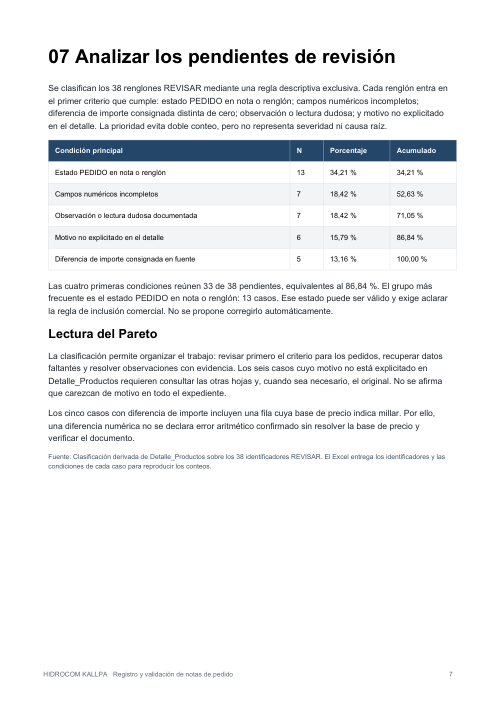 07 Analizar los pendientes de revisión
Se clasifican los 38 renglones REVISAR mediante una regla descriptiva exclusiva. Cada renglón entra en
el primer criterio que cumple: estado PEDIDO en nota o renglón; campos numéricos incompletos;
diferencia de importe consignada distinta de cero; observación o lectura dudosa; y motivo no explicitado
en el detalle. La prioridad evita doble conteo, pero no representa severidad ni causa raíz.
Condición principal N Porcentaje Acumulado
Estado PEDIDO en nota o renglón 13 34,21 % 34,21 %
Campos numéricos incompletos 7 18,42 % 52,63 %
Observación o lectura dudosa documentada 7 18,42 % 71,05 %
Motivo no explicitado en el detalle 6 15,79 % 86,84 %
Diferencia de importe consignada en fuente 5 13,16 % 100,00 %
Las cuatro primeras condiciones reúnen 33 de 38 pendientes, equivalentes al 86,84 %. El grupo más
frecuente es el estado PEDIDO en nota o renglón: 13 casos. Ese estado puede ser válido y exige aclarar
la regla de inclusión comercial. No se propone corregirlo automáticamente.
Lectura del Pareto
La clasificación permite organizar el trabajo: revisar primero el criterio para los pedidos, recuperar datos
faltantes y resolver observaciones con evidencia. Los seis casos cuyo motivo no está explicitado en
Detalle_Productos requieren consultar las otras hojas y, cuando sea necesario, el original. No se afirma
que carezcan de motivo en todo el expediente.
Los cinco casos con diferencia de importe incluyen una fila cuya base de precio indica millar. Por ello,
una diferencia numérica no se declara error aritmético confirmado sin resolver la base de precio y
verificar el documento.
Fuente: Clasificación derivada de Detalle_Productos sobre los 38 identificadores REVISAR. El Excel entrega los identificadores y las
condiciones de cada caso para reproducir los conteos.
HIDROCOM KALLPA Registro y validación de notas de pedido 7